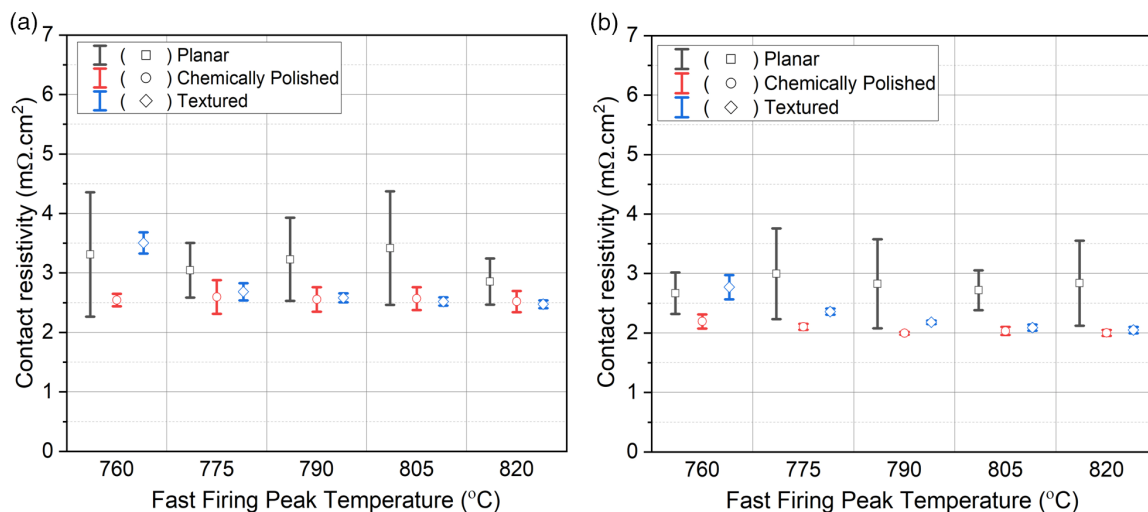 (a)
7
6
5
4
3
2
1
0
Contact resistivity (mΩ.cm²)
( ) Planar
( ) Chemically Polished
( ) Textured
760 775 790 805 820
Fast Firing Peak Temperature (°C)
(b)
7
6
5
4
3
2
1
0
Contact resistivity (mΩ.cm²)
( ) Planar
( ) Chemically Polished
( ) Textured
760 775 790 805 820
Fast Firing Peak Temperature (°C)